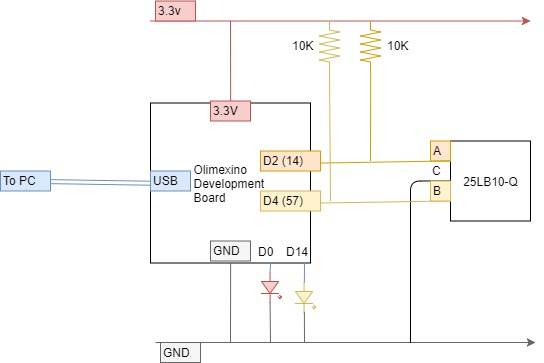 3.3v
10K
10K
3.3V
D2 (14)
A
Olimexino
Development
Board
To PC
USB
C
25LB10-Q
D4 (57)
B
GND
D0
D14
GND